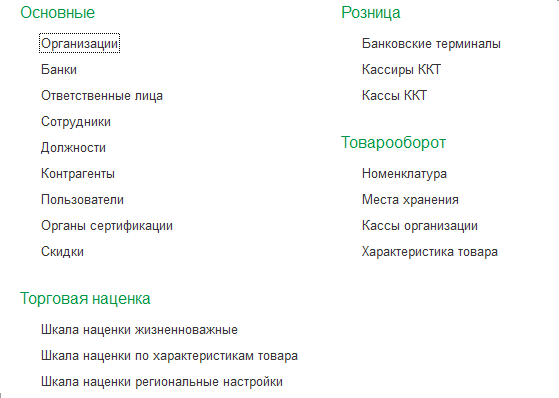 Основные
Организации
Банки
Ответственные лица
Сотрудники
Должности
Контрагенты
Пользователи
Органы сертификации
Скидки
Торговая наценка
Шкала наценки жизненноважные
Шкала наценки по характеристикам товара
Шкала наценки региональные настройки
Розница
Банковские терминалы
Кассиры ККТ
Кассы ККТ
Товарооборот
Номенклатура
Места хранения
Кассы организации
Характеристика товара